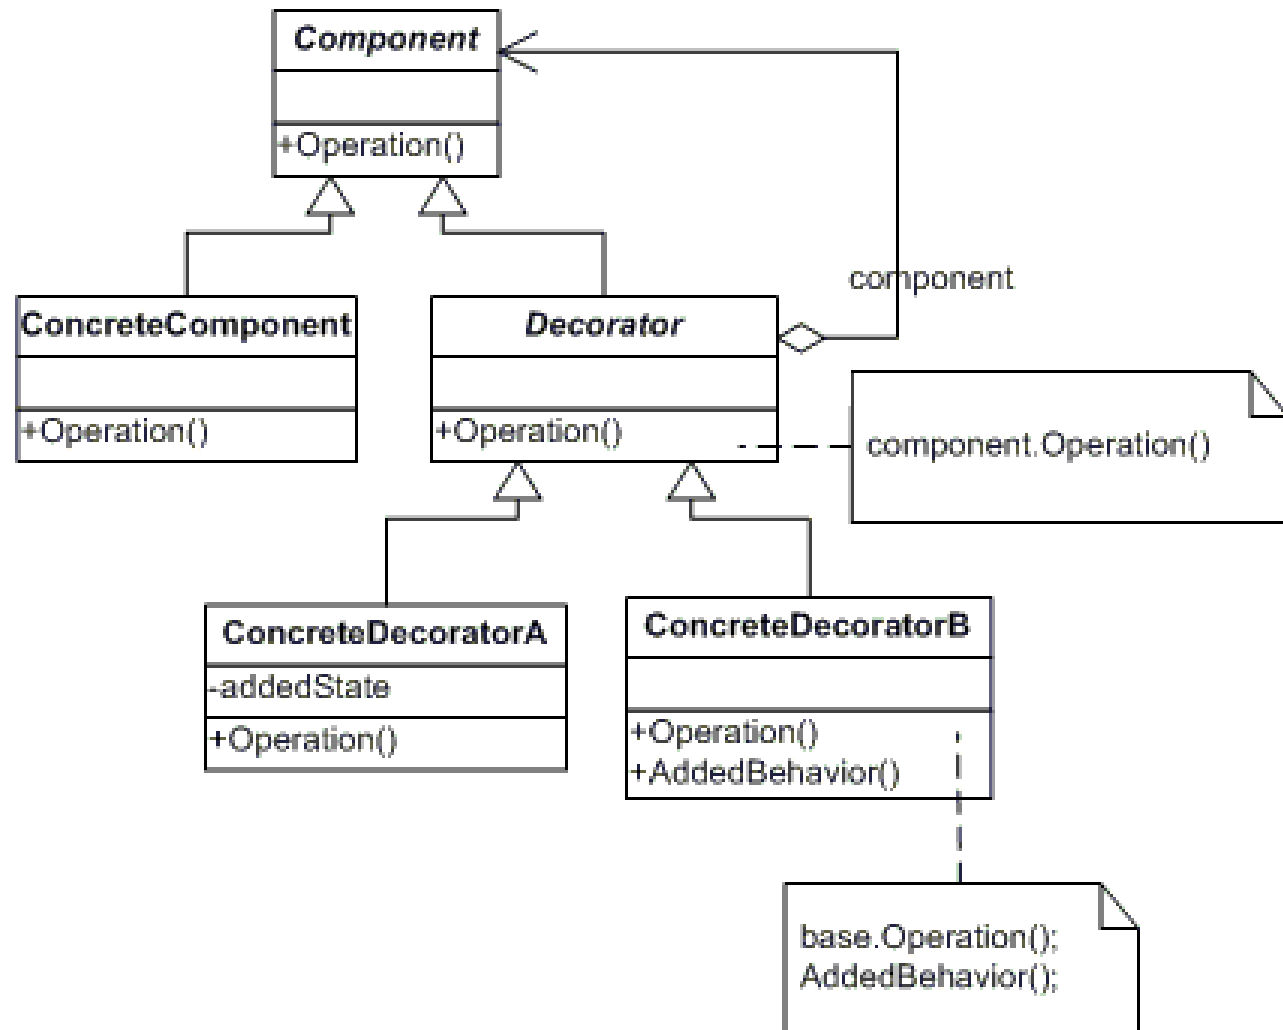 Component
+Operation()
component
ConcreteComponent
+Operation()
Decorator
+Operation()
component.Operation()
ConcreteDecoratorA
-addedState
+Operation()
ConcreteDecoratorB
+Operation()
+AddedBehavior()
base.Operation();
AddedBehavior();